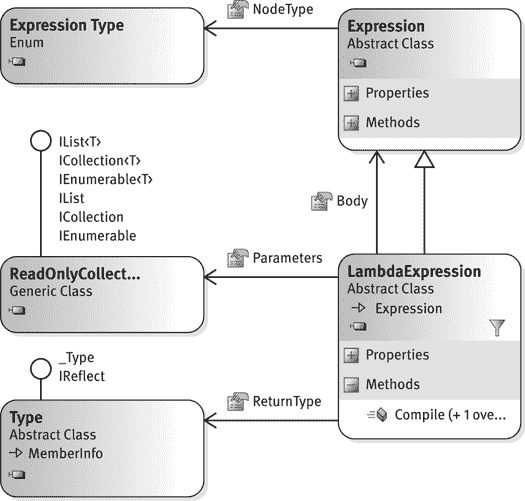 Expression Type
Enum
NodeType
Expression
Abstract Class
Properties
Methods
IList<T>
ICollection<T>
IEnumerable<T>
IList
ICollection
IEnumerable
Body
ReadOnlyCollect...
Generic Class
Parameters
LambdaExpression
Abstract Class
Expression
Properties
Methods
Compile (+ 1 ove...
_Type
IReflect
ReturnType
Type
Abstract Class
MemberInfo